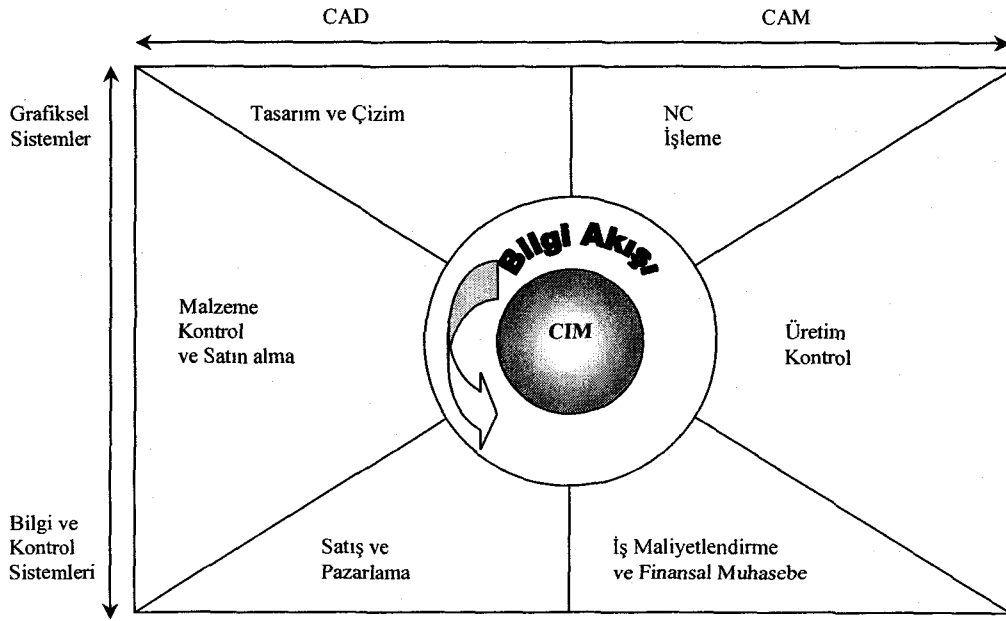 CAD
CAM
Grafiksel
Sistemler
Tasarım ve Çizim
NC
İşleme
Bilgi Akışı
CIM
Malzeme
Kontrol
ve Satın alma
Üretim
Kontrol
Bilgi ve
Kontrol
Sistemleri
Satış ve
Pazarlama
İş Maliyetlendirme
ve Finansal Muhasebe